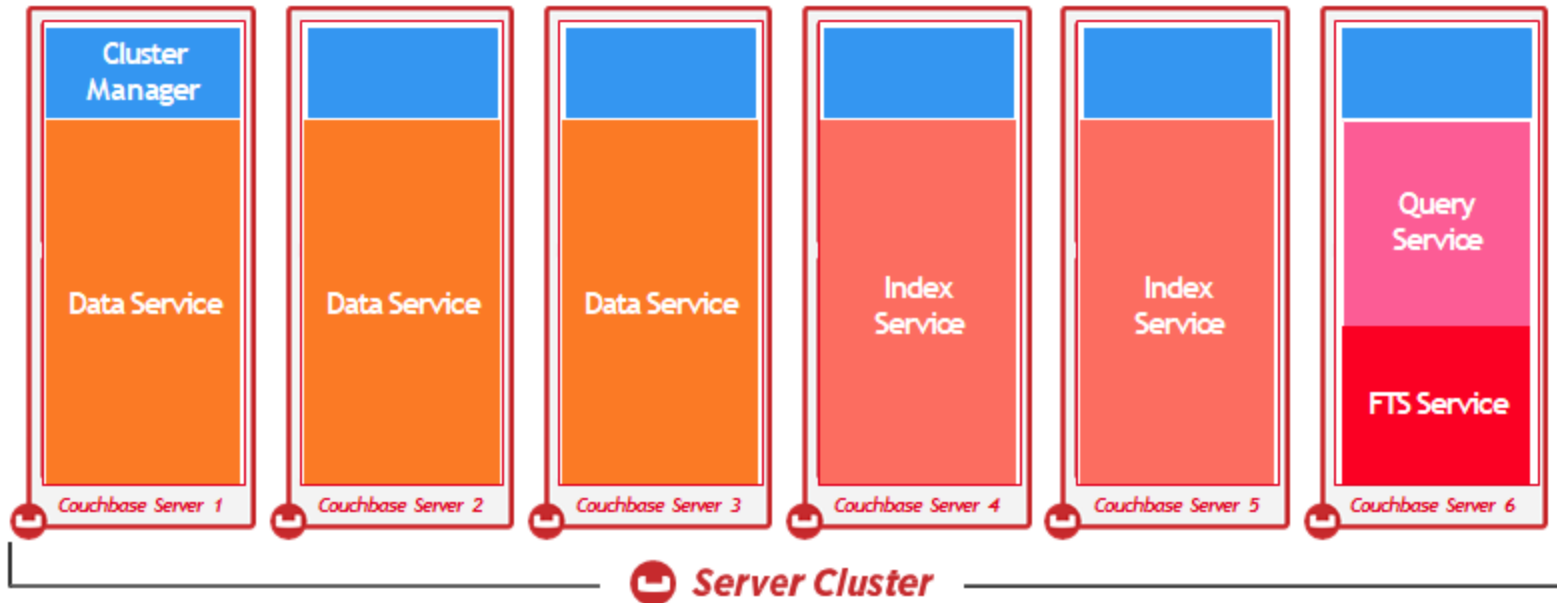 Cluster
Manager
Data Service
Couchbase Server 1
Data Service
Couchbase Server 2
Data Service
Couchbase Server 3
Index
Service
Couchbase Server 4
Index
Service
Couchbase Server 5
Query
Service
FTS Service
Couchbase Server 6
Server Cluster